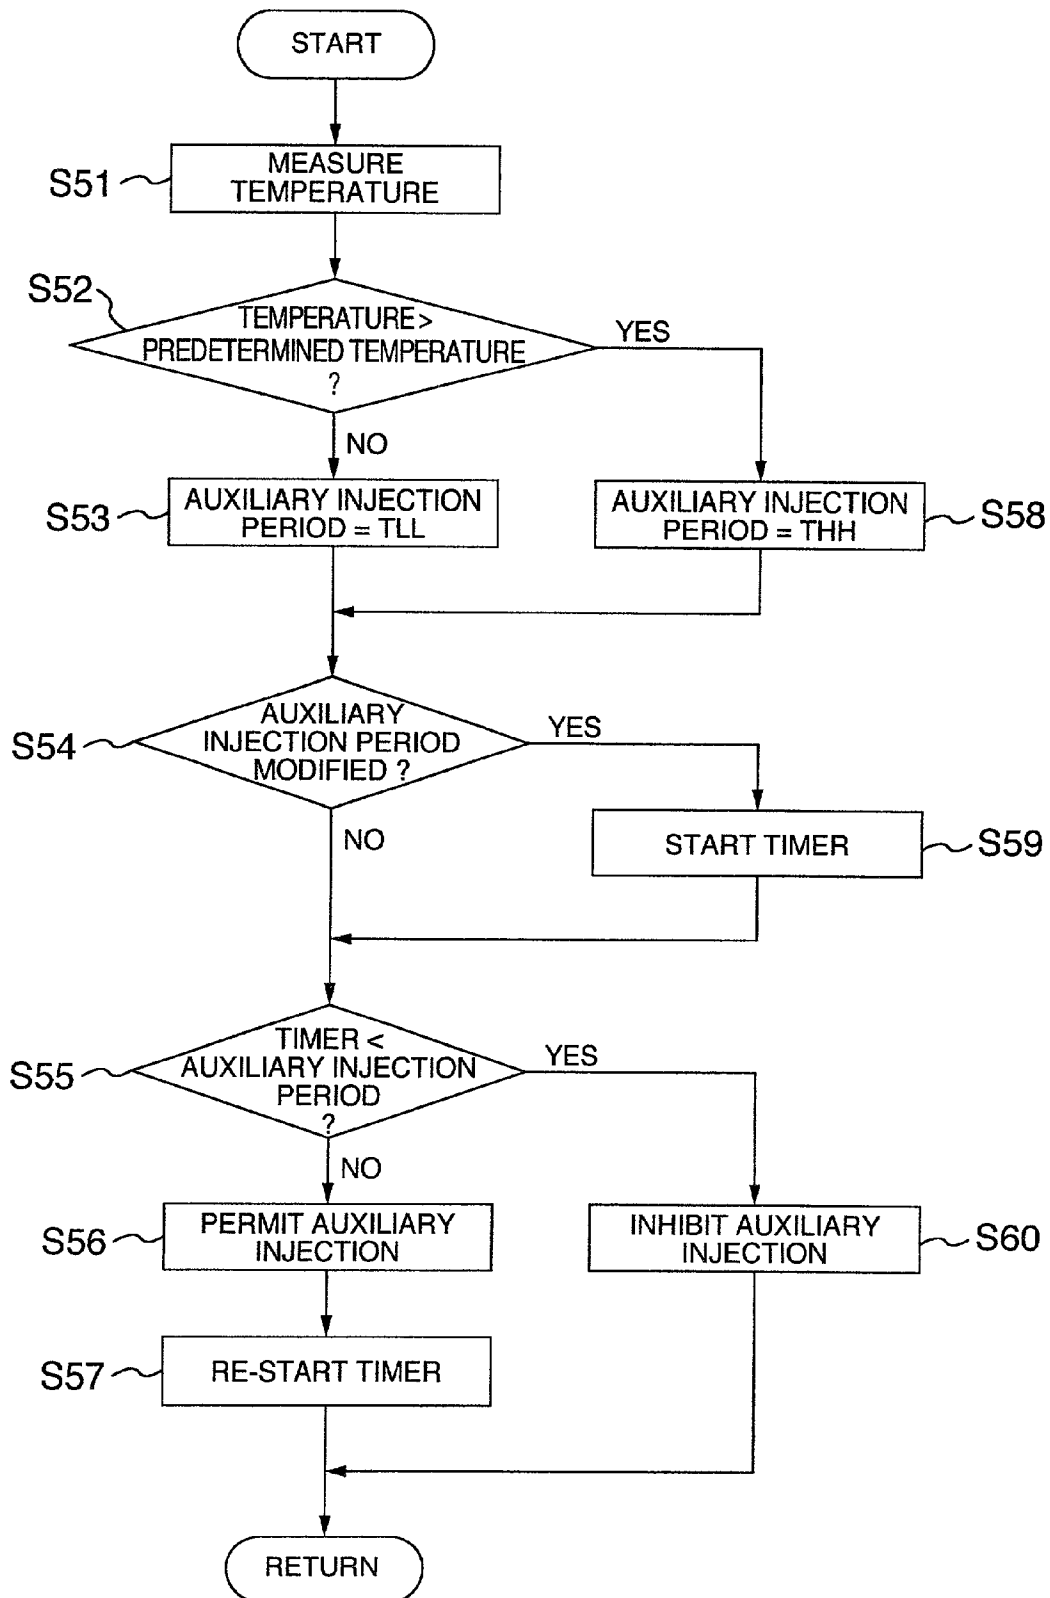 START
S51
MEASURE
TEMPERATURE
S52
TEMPERATURE >
PREDETERMINED TEMPERATURE
?
YES
NO
S53
AUXILIARY INJECTION
PERIOD = TLL
AUXILIARY INJECTION
PERIOD = THH
S58
S54
AUXILIARY
INJECTION PERIOD
MODIFIED ?
YES
NO
START TIMER
S59
S55
TIMER <
AUXILIARY INJECTION
PERIOD
?
YES
NO
S56
PERMIT AUXILIARY
INJECTION
INHIBIT AUXILIARY
INJECTION
S60
S57
RE-START TIMER
RETURN